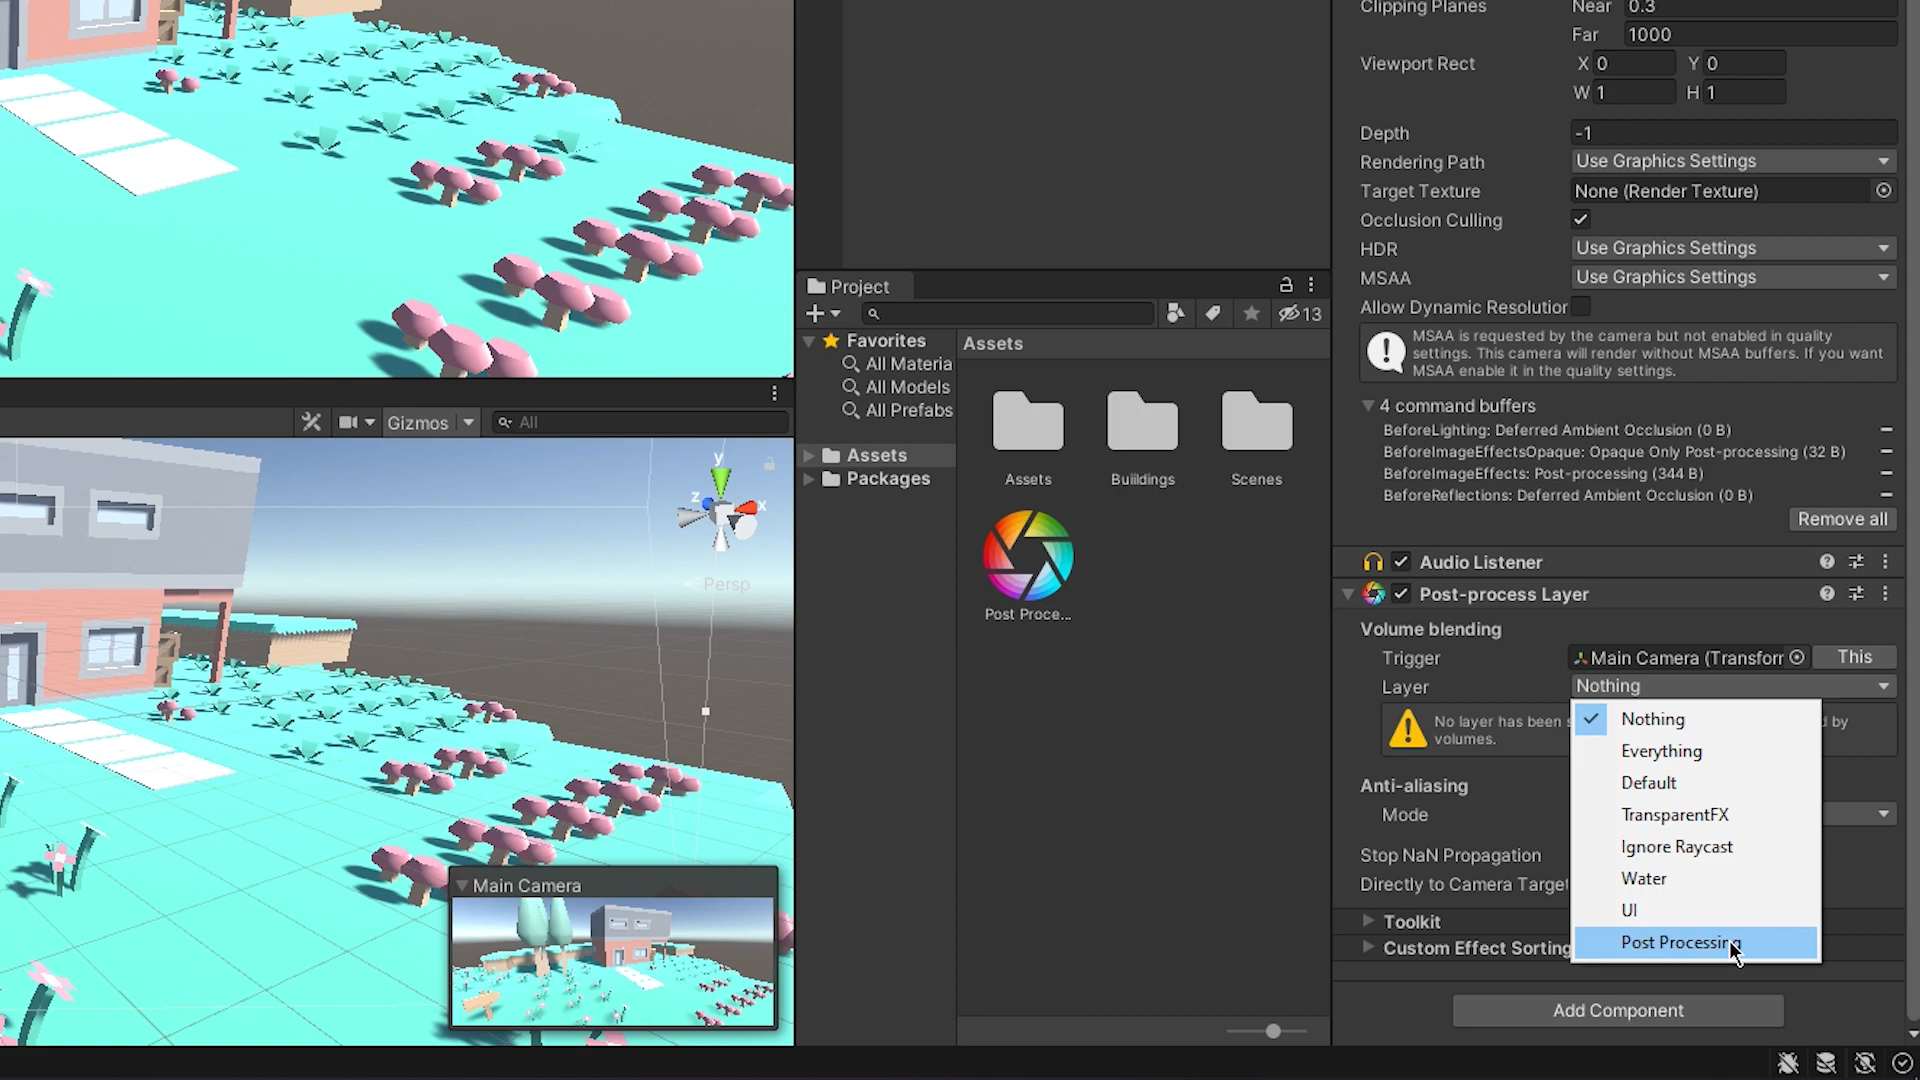 Clipping Planes Near 0.3
Far 1000
Viewport Rect X 0 Y 0
W 1 H 1
Depth -1
Rendering Path Use Graphics Settings
Target Texture None (Render Texture)
Occlusion Culling
HDR Use Graphics Settings
MSAA Use Graphics Settings
Allow Dynamic Resolutior
MSAA is requested by the camera but not enabled in quality
settings. This camera will render without MSAA buffers. If you want
MSAA enable it in the quality settings.
4 command buffers
BeforeLighting: Deferred Ambient Occlusion (0 B)
BeforeImageEffectsOpaque: Opaque Only Post-processing (32 B)
BeforeImageEffects: Post-processing (344 B)
BeforeReflections: Deferred Ambient Occlusion (0 B)
Remove all
Audio Listener
Post-process Layer
Volume blending
Trigger Main Camera (Transforr This
Layer Nothing
No layer has been s
by
volumes.
Nothing
Everything
Default
TransparentFX
Ignore Raycast
Water
UI
Post Processing
Anti-aliasing
Mode
Stop NaN Propagation
Directly to Camera Target
Toolkit
Custom Effect Sorting
Add Component
Project
13
Favorites
All Materia
All Models
All Prefabs
Assets
Packages
Assets
Assets Buildings Scenes
Post Proce...
Gizmos All
y
z x
Persp
Main Camera